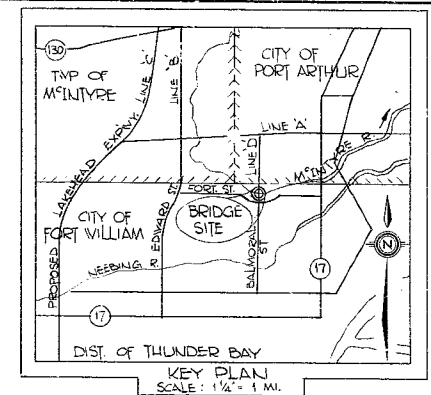 130
TWP OF
McINTYRE
CITY OF
PORT ARTHUR
PROPOSED LAKEHEAD EXPWY. LINE 'C'
LINE 'B'
LINE 'A'
LINE 'D'
McINTYRE R.
FORT. ST.
CITY OF
FORT WILLIAM
EDWARD ST.
BRIDGE
SITE
BALMORAL ST
NEEBING R.
17
17
N
DIST. OF THUNDER BAY
KEY PLAN
SCALE: 1 1/4" = 1 MI.